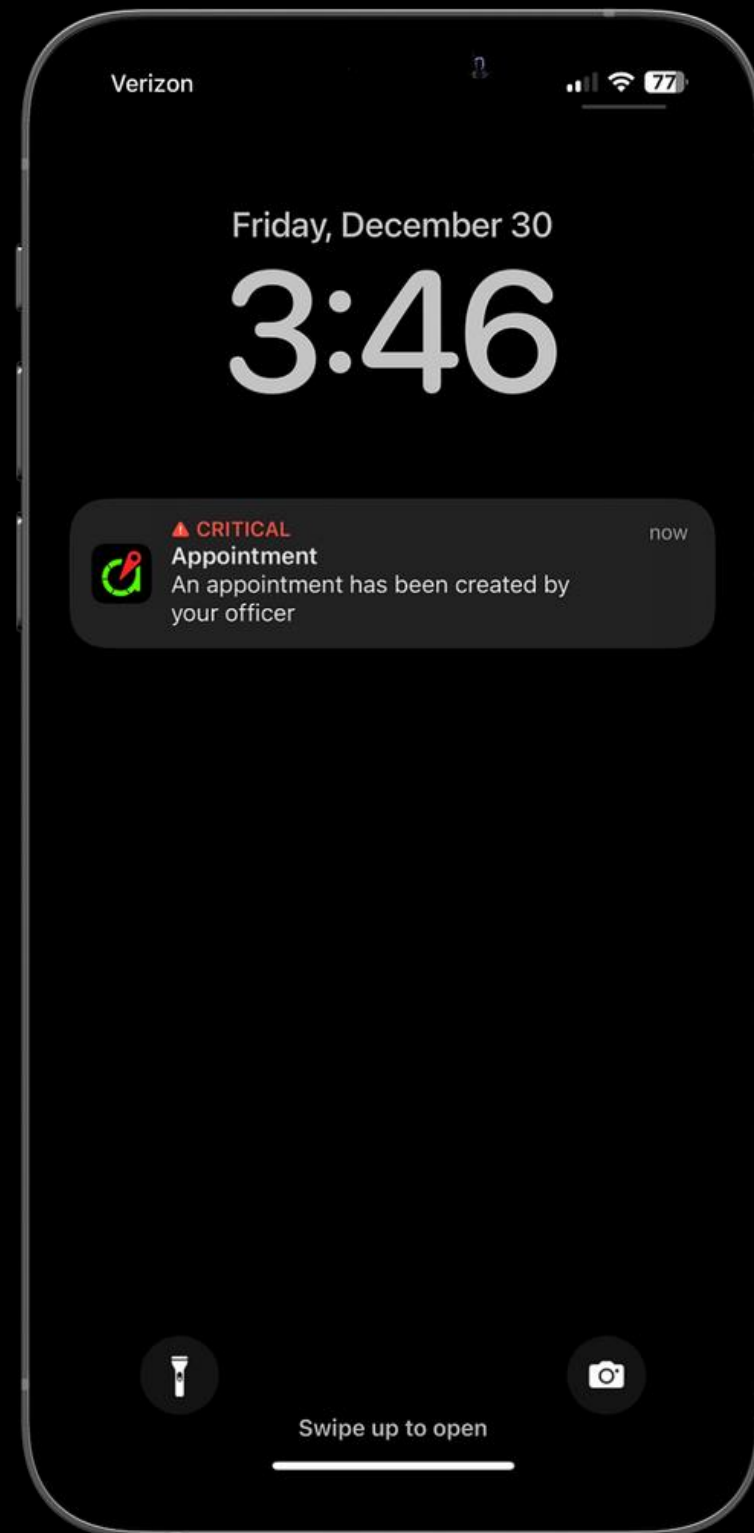 Verizon
77
Friday, December 30
3:46
CRITICAL
now
Appointment
An appointment has been created by
your officer
Swipe up to open